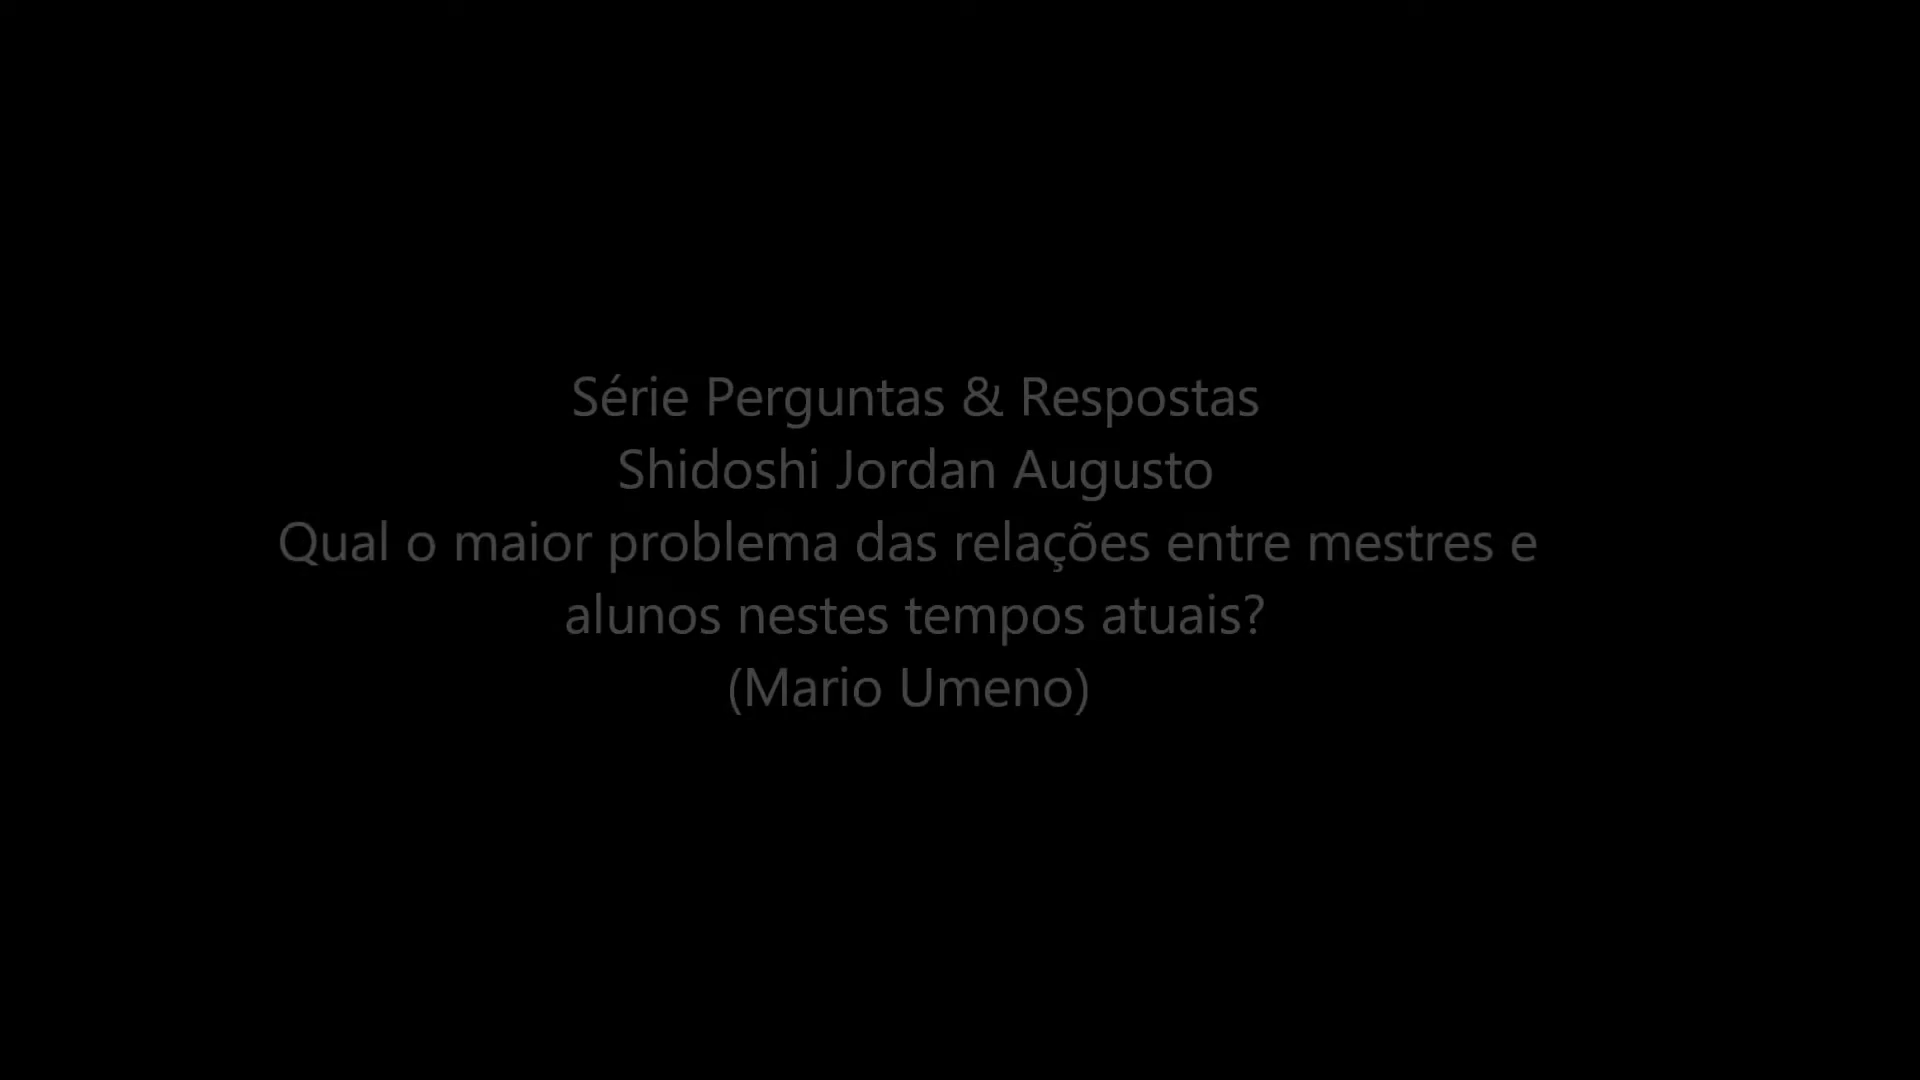 Série Perguntas & Respostas
Shidoshi Jordan Augusto
Qual o maior problema das relações entre mestres e
alunos nestes tempos atuais?
(Mario Umeno)